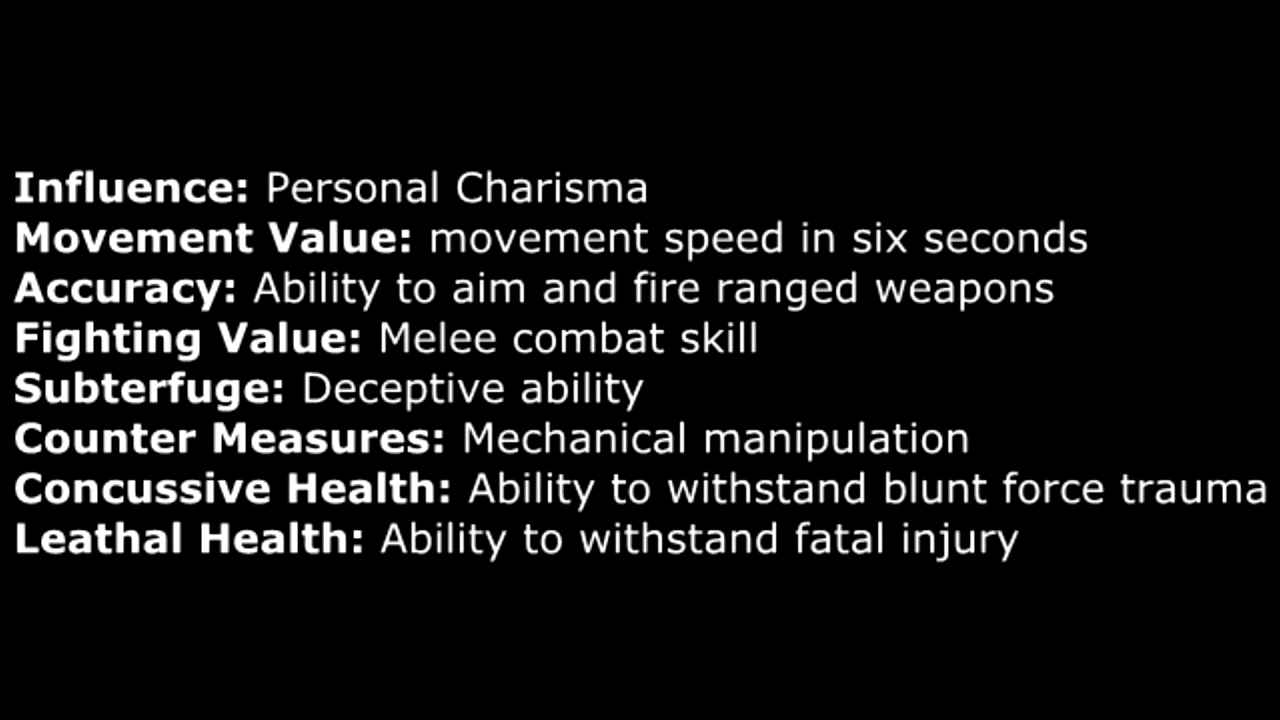 Influence: Personal Charisma
Movement Value: movement speed in six seconds
Accuracy: Ability to aim and fire ranged weapons
Fighting Value: Melee combat skill
Subterfuge: Deceptive ability
Counter Measures: Mechanical manipulation
Concussive Health: Ability to withstand blunt force trauma
Leathal Health: Ability to withstand fatal injury